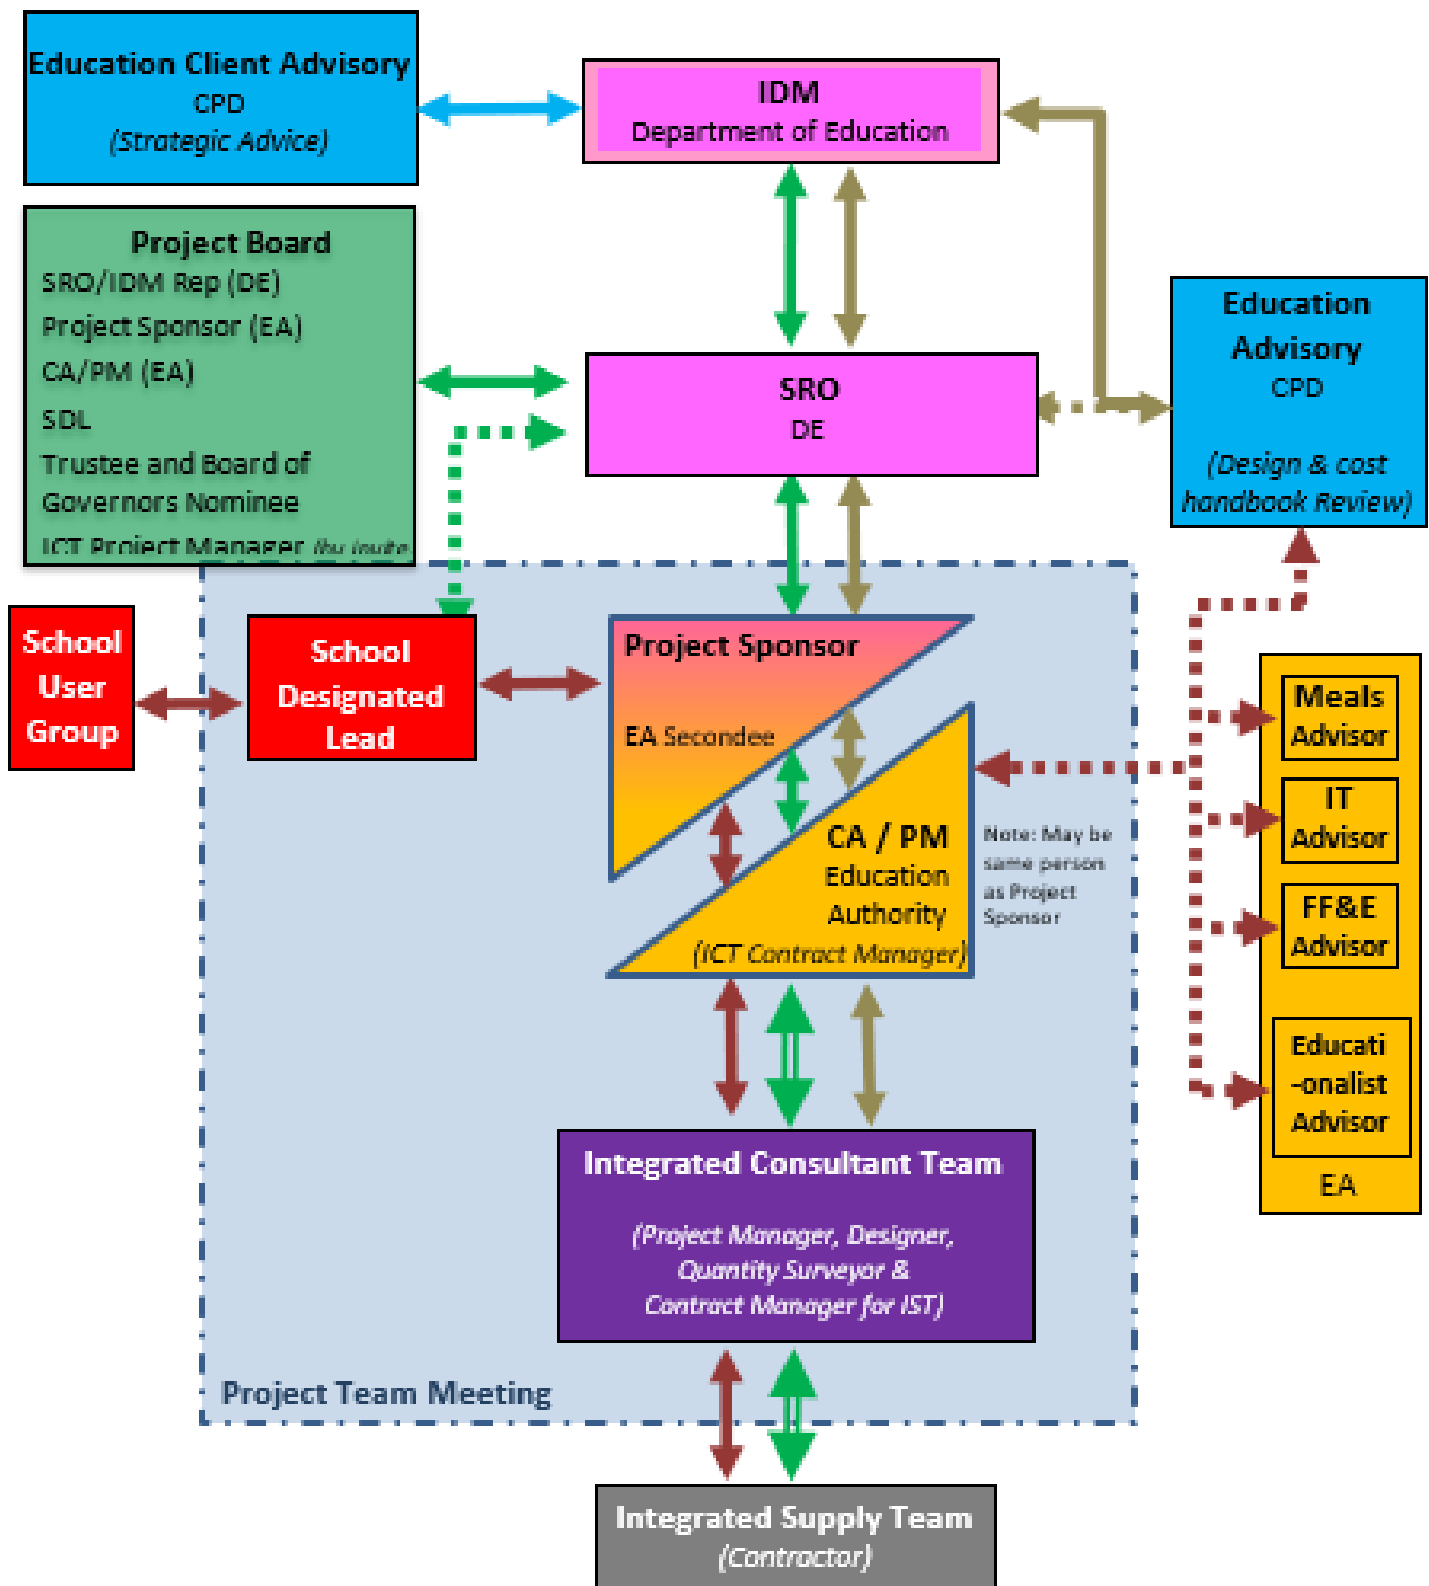 Education Client Advisory
CPD
(Strategic Advice)
IDM
Department of Education
Project Board
SRO/IDM Rep (DE)
Project Sponsor (EA)
CA/PM (EA)
SDL
Trustee and Board of
Governors Nominee
ICT Project Manager (by invite
SRO
DE
Education
Advisory
CPD
(Design & cost
handbook Review)
School
User
Group
School
Designated
Lead
Project Sponsor
EA Secondee
CA / PM
Education
Authority
(ICT Contract Manager)
Note: May be
same person
as Project
Sponsor
Meals
Advisor
IT
Advisor
FF&E
Advisor
Educati
-onalist
Advisor
EA
Integrated Consultant Team
(Project Manager, Designer,
Quantity Surveyor &
Contract Manager for IST)
Project Team Meeting
Integrated Supply Team
(Contractor)